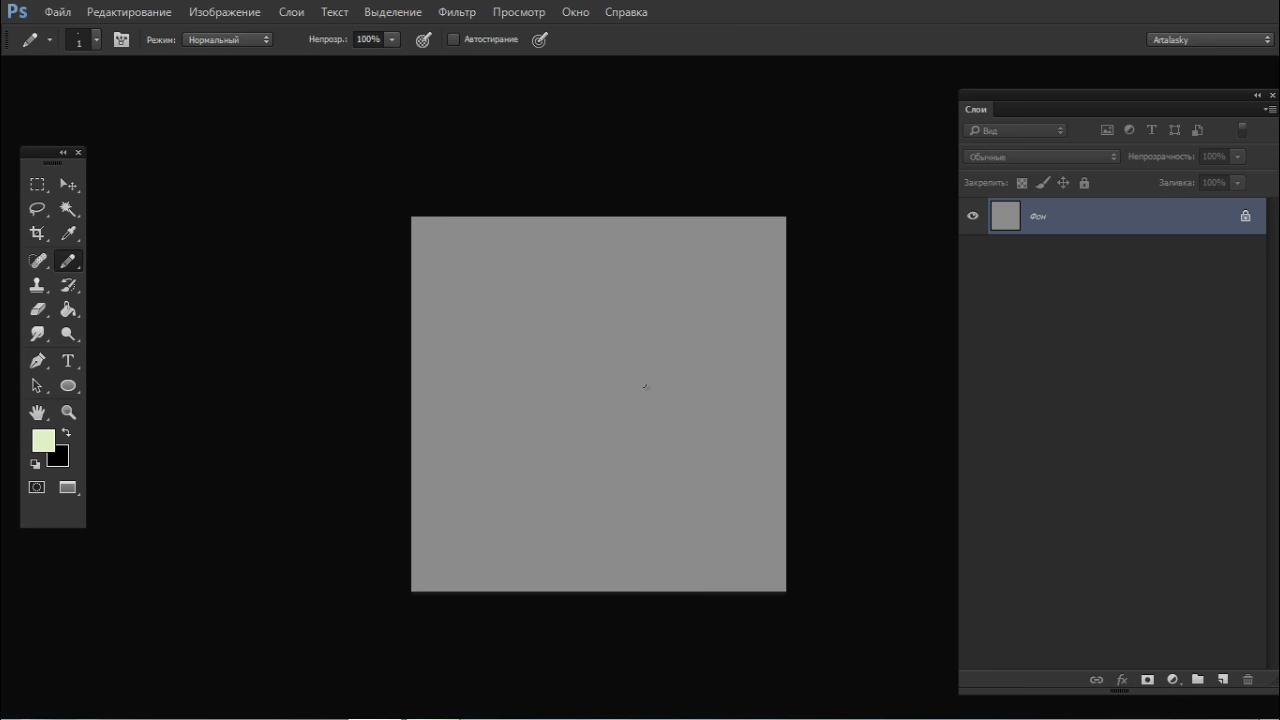 Ps Файл Редактирование Изображение Слои Текст Выделение Фильтр Просмотр Окно Справка
1 Режим: Нормальный Непрозр.: 100% Автостирание Artalasky
Слои
Вид
Обычные Непрозрачность: 100%
Закрепить: Заливка: 100%
Фон
fx